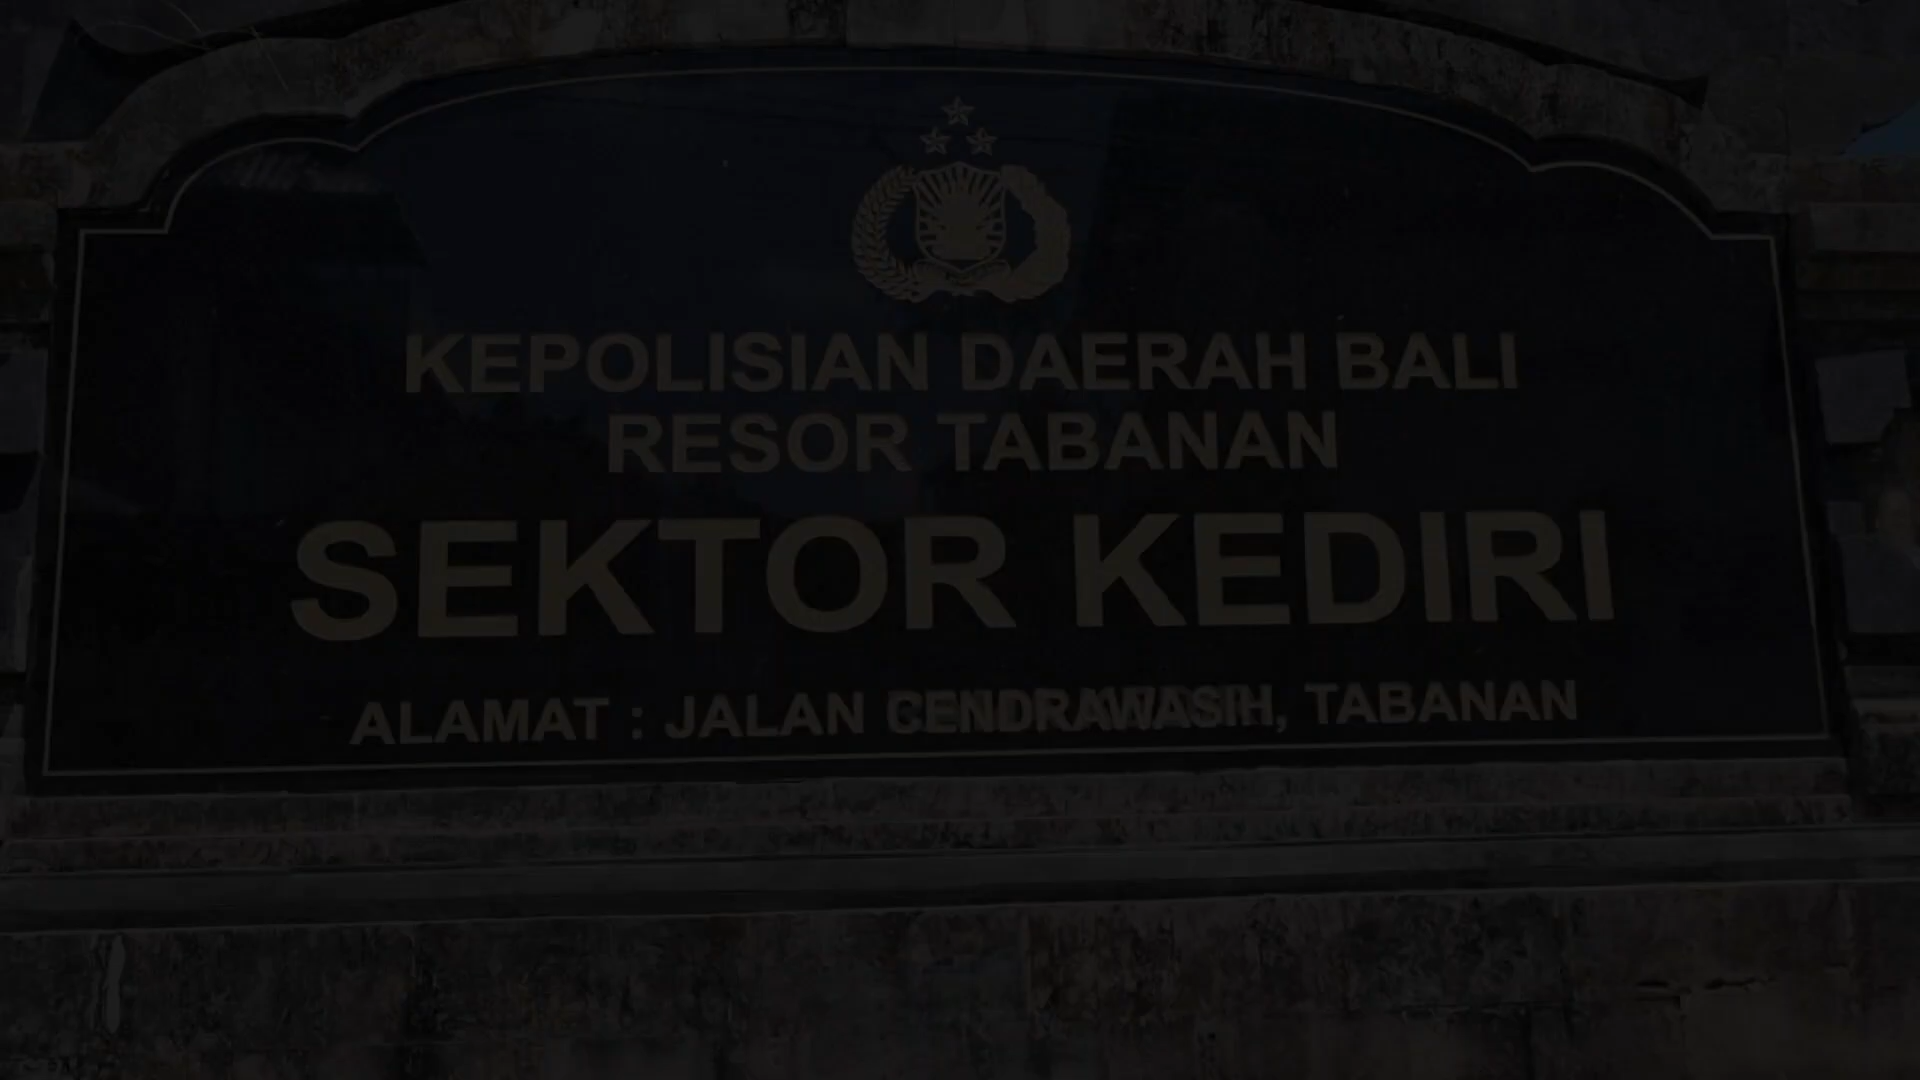 KEPOLISIAN DAERAH BALI
RESOR TABANAN
SEKTOR KEDIRI
ALAMAT : JALAN CENDRAWASIH, TABANAN